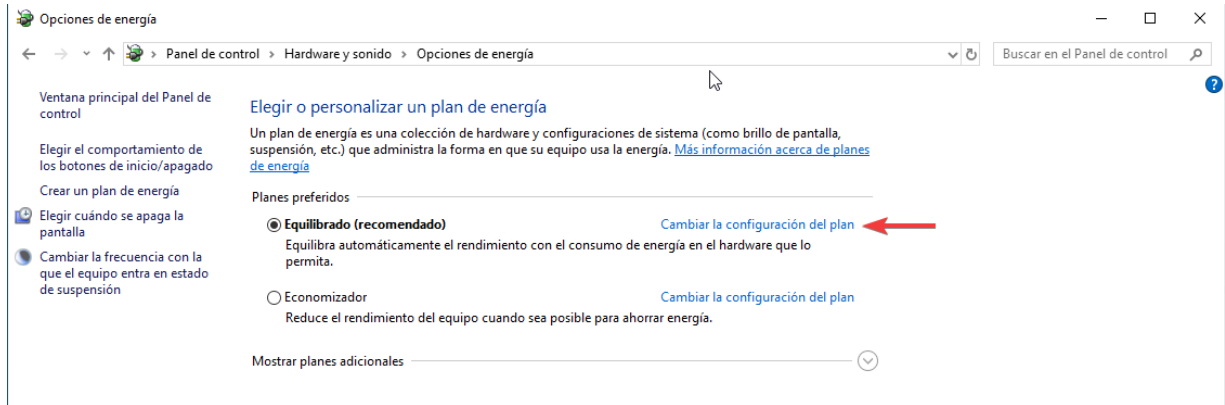 Opciones de energía
Panel de control > Hardware y sonido > Opciones de energía
Buscar en el Panel de control
Ventana principal del Panel de
control
Elegir el comportamiento de
los botones de inicio/apagado
Crear un plan de energía
Elegir cuándo se apaga la
pantalla
Cambiar la frecuencia con la
que el equipo entra en estado
de suspensión
Elegir o personalizar un plan de energía
Un plan de energía es una colección de hardware y configuraciones de sistema (como brillo de pantalla,
suspensión, etc.) que administra la forma en que su equipo usa la energía. Más información acerca de planes
de energía
Planes preferidos
Equilibrado (recomendado)
Cambiar la configuración del plan
Equilibra automáticamente el rendimiento con el consumo de energía en el hardware que lo
permita.
Economizador
Cambiar la configuración del plan
Reduce el rendimiento del equipo cuando sea posible para ahorrar energía.
Mostrar planes adicionales